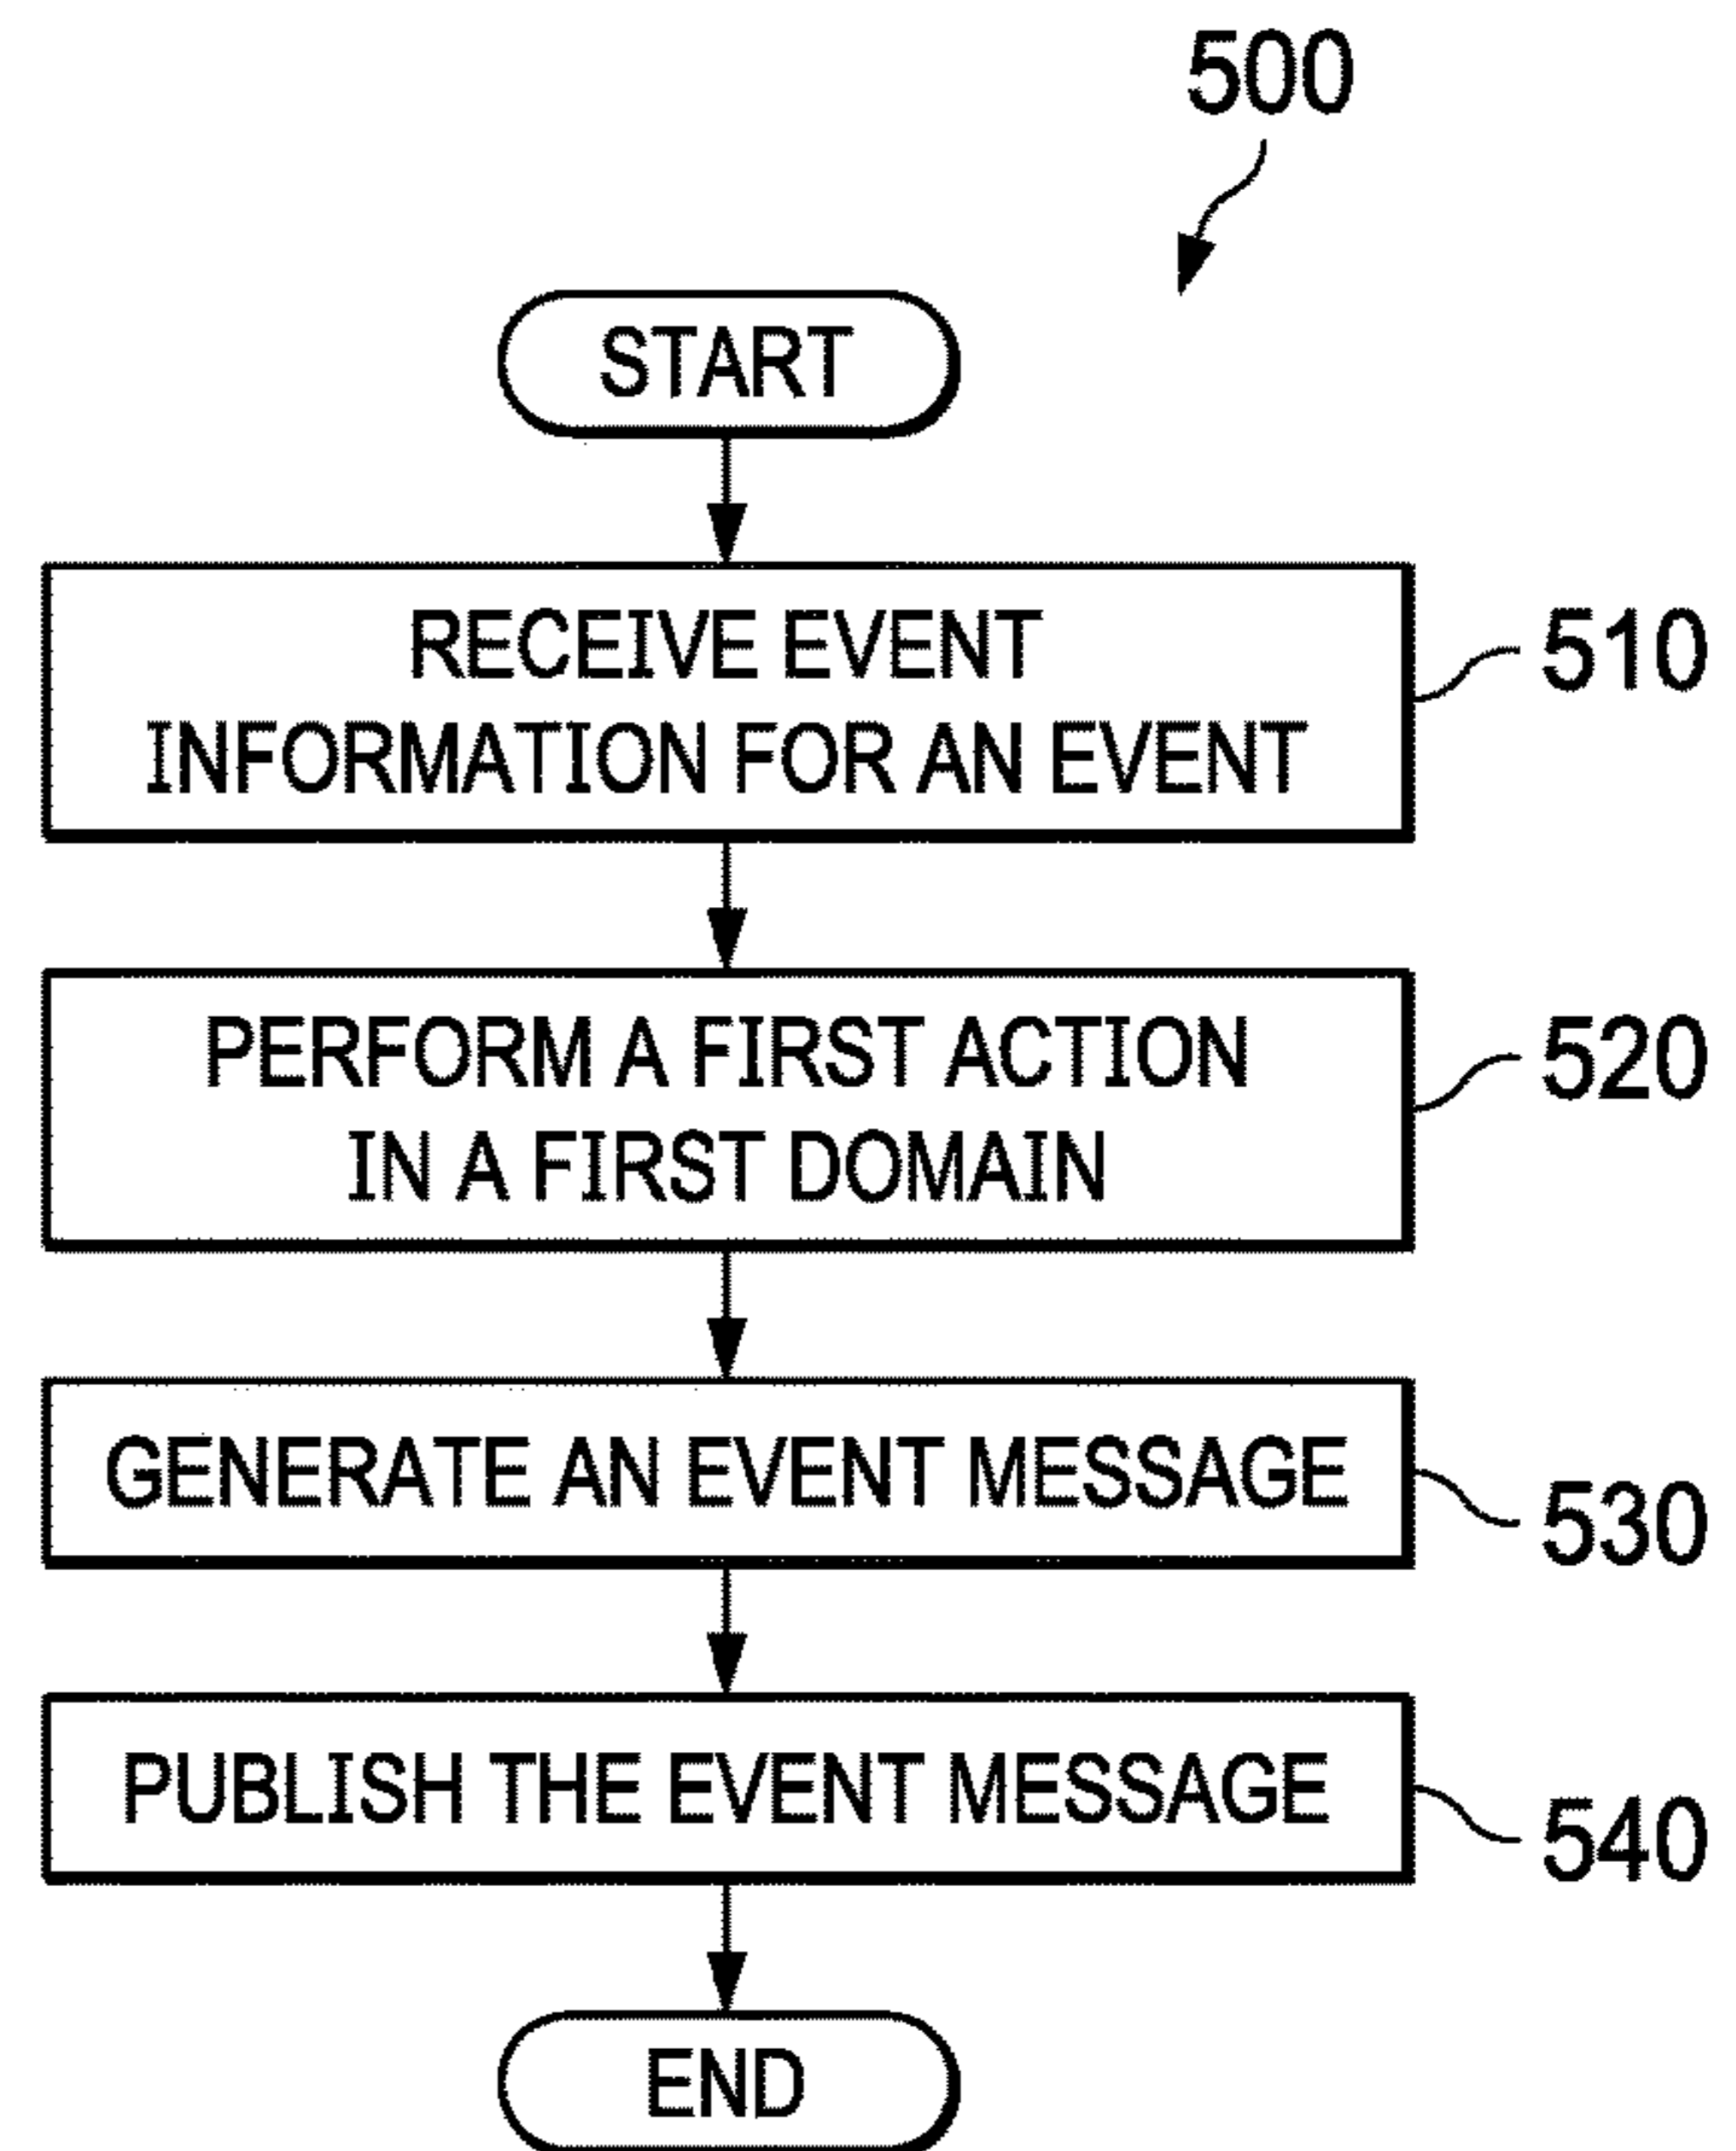 500
START
RECEIVE EVENT
INFORMATION FOR AN EVENT
510
PERFORM A FIRST ACTION
IN A FIRST DOMAIN
520
GENERATE AN EVENT MESSAGE
530
PUBLISH THE EVENT MESSAGE
540
END